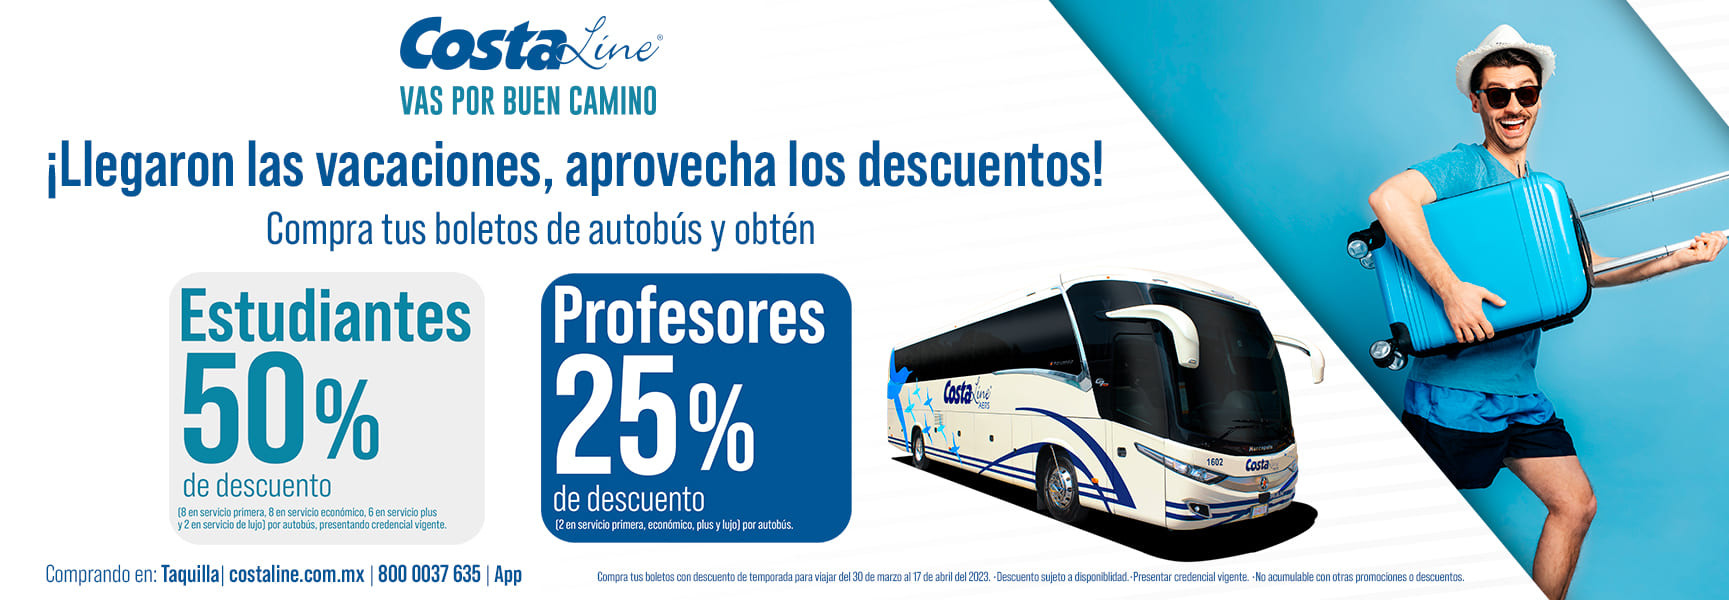 Costa Line®
VAS POR BUEN CAMINO
¡Llegaron las vacaciones, aprovecha los descuentos!
Compra tus boletos de autobús y obtén
Estudiantes
50%
de descuento
(8 en servicio primera, 8 en servicio económico, 6 en servicio plus
y 2 en servicio de lujo) por autobús, presentando credencial vigente.
Profesores
25%
de descuento
(2 en servicio primera, económico, plus y lujo) por autobús.
Costa Line
AERS
1602
Costa
Comprando en: Taquilla| costaline.com.mx | 800 0037 635 | App
Compra tus boletos con descuento de temporada para viajar del 30 de marzo al 17 de abril del 2023. ·Descuento sujeto a disponiblidad.·Presentar credencial vigente. ·No acumulable con otras promociones o descuentos.